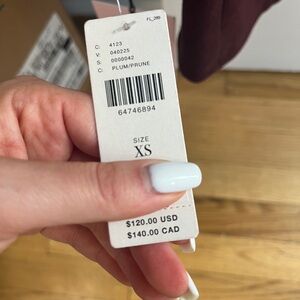 C: 4123
V: 040225
S: 0000042
C: PLUM/PRUNE
64746894
SIZE
XS
$120.00 USD
$140.00 CAD